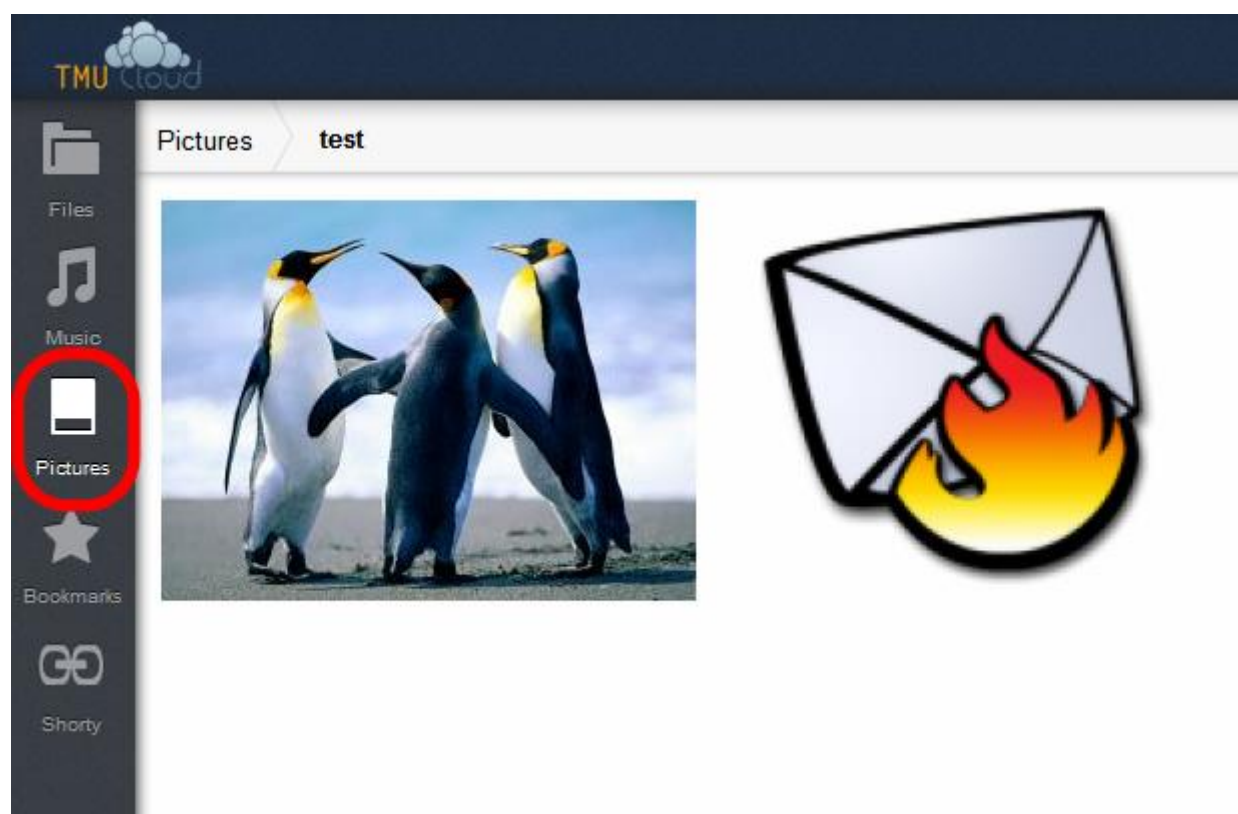 TMU cloud
Pictures test
Files
Music
Pictures
Bookmarks
Shorty